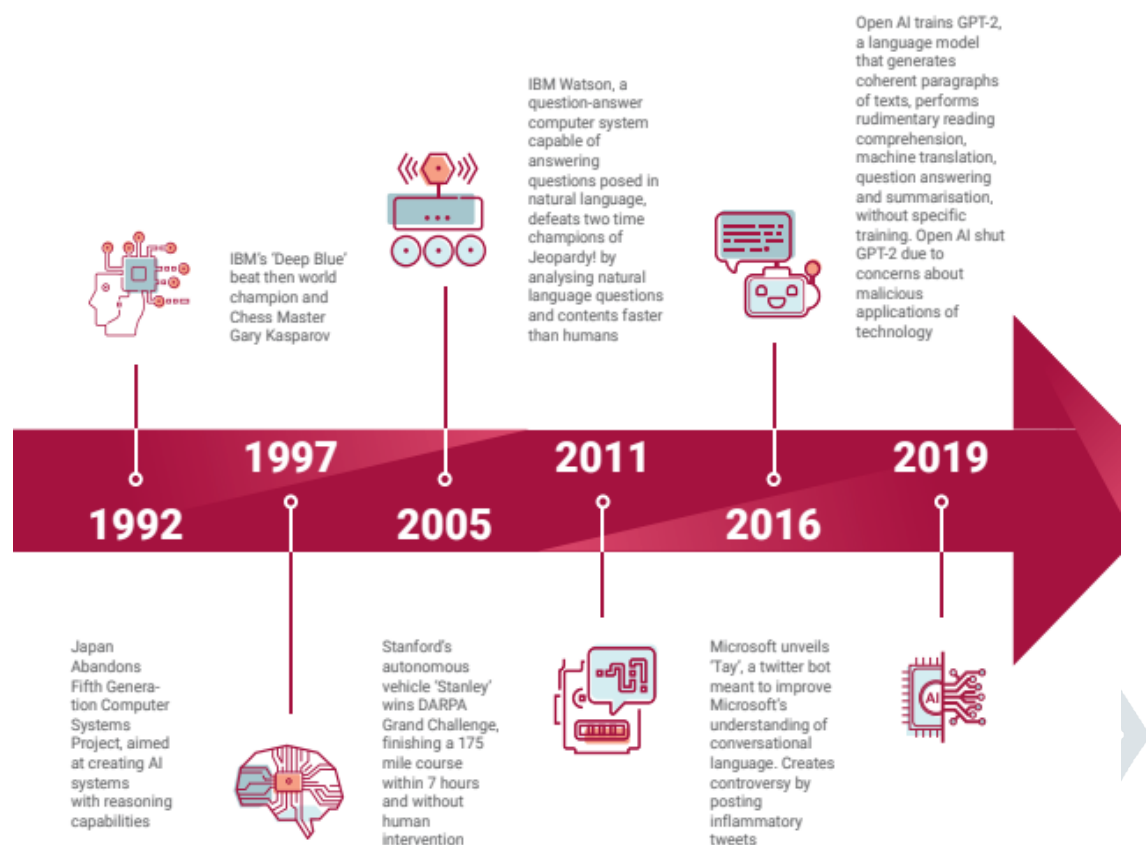 Open AI trains GPT-2,
a language model
that generates
coherent paragraphs
of texts, performs
rudimentary reading
comprehension,
machine translation,
question answering
and summarisation,
without specific
training. Open AI shut
GPT-2 due to
concerns about
malicious
applications of
technology
IBM Watson, a
question-answer
computer system
capable of
answering
questions posed in
natural language,
defeats two time
champions of
Jeopardy! by
analysing natural
language questions
and contents faster
than humans
IBM's 'Deep Blue'
beat then world
champion and
Chess Master
Gary Kasparov
1997
2011
2019
1992
2005
2016
Japan
Abandons
Fifth Genera-
tion Computer
Systems
Project, aimed
at creating AI
systems
with reasoning
capabilities
Stanford's
autonomous
vehicle 'Stanley'
wins DARPA
Grand Challenge,
finishing a 175
mile course
within 7 hours
and without
human
intervention
Microsoft unveils
'Tay', a twitter bot
meant to improve
Microsoft's
understanding of
conversational
language. Creates
controversy by
posting
inflammatory
tweets
AI